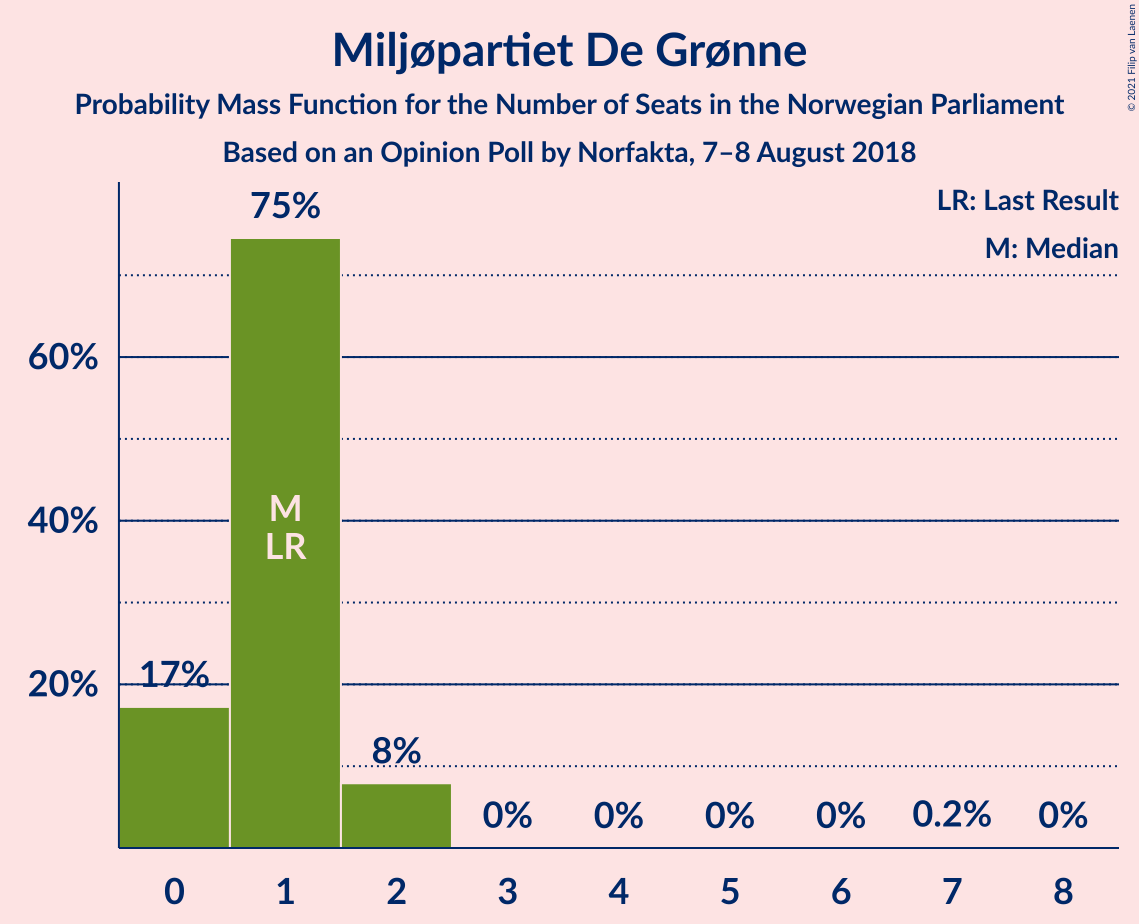 Miljøpartiet De Grønne
Probability Mass Function for the Number of Seats in the Norwegian Parliament
Based on an Opinion Poll by Norfakta, 7–8 August 2018
© 2021 Filip van Laenen
LR: Last Result
M: Median
75%
60%
M
40%
LR
17%
20%
8%
0%
0%
0%
0%
0.2%
0%
0 1 2 3 4 5 6 7 8